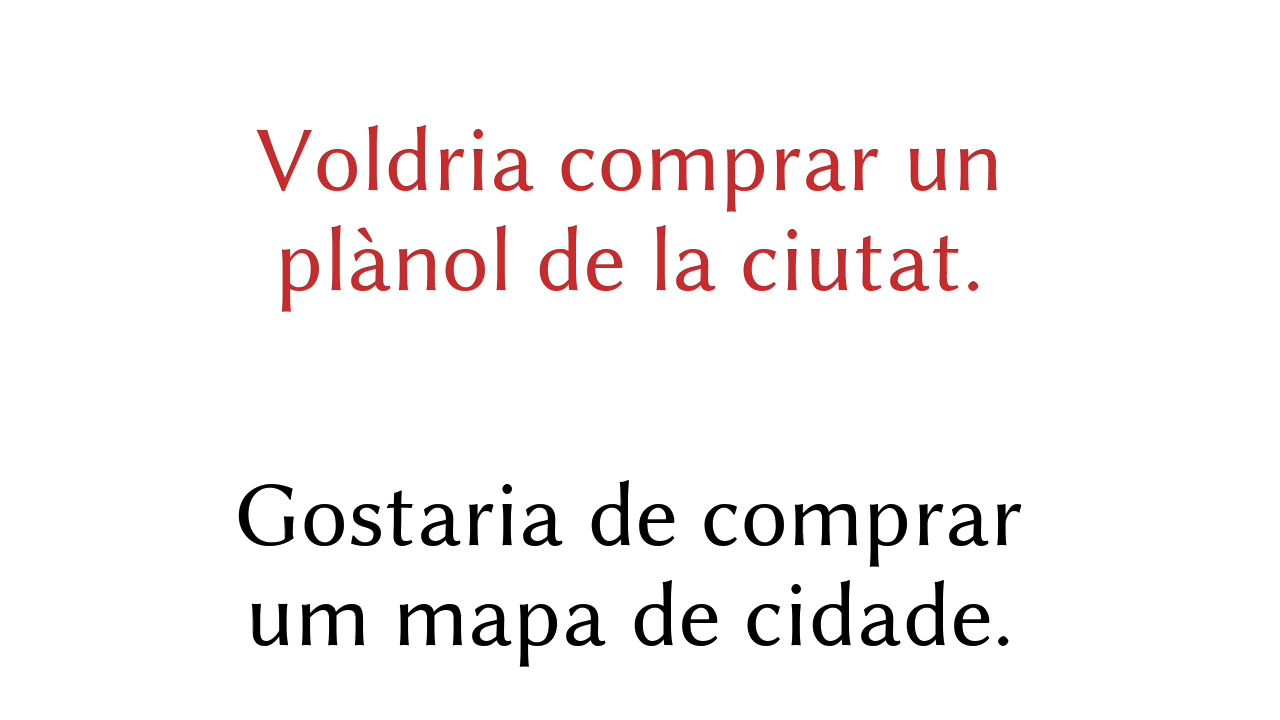 Voldria comprar un
plànol de la ciutat.
Gostaria de comprar
um mapa de cidade.